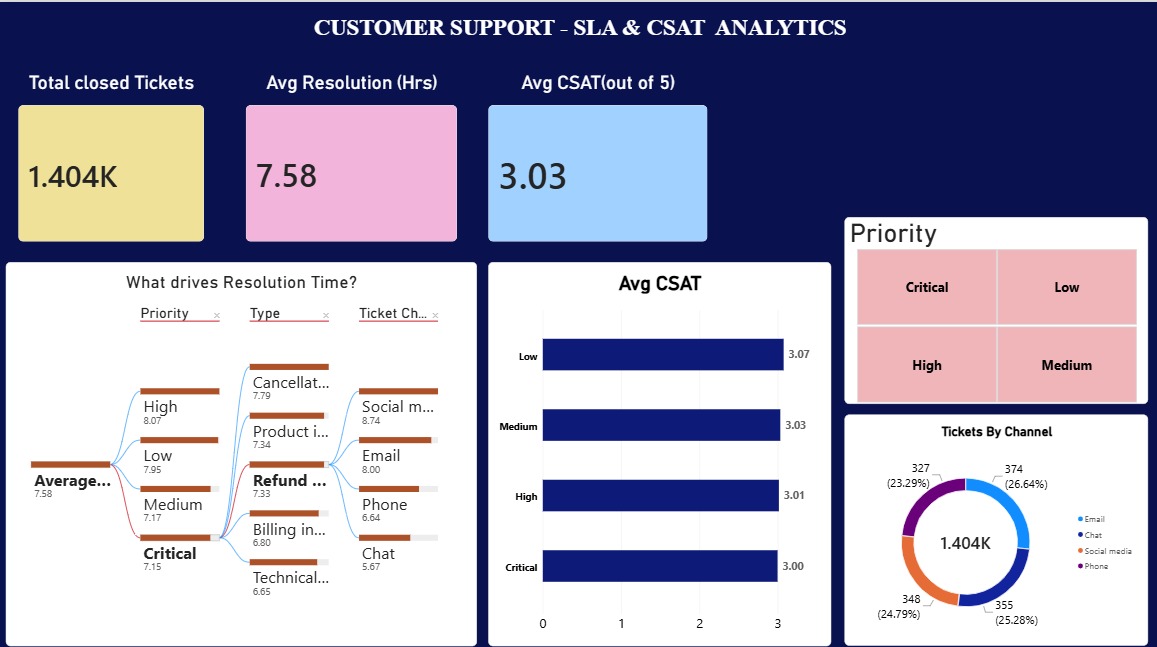 CUSTOMER SUPPORT - SLA & CSAT ANALYTICS
Total closed Tickets
Avg Resolution (Hrs)
Avg CSAT(out of 5)
1.404K
7.58
3.03
Priority
Critical
Low
High
Medium
What drives Resolution Time?
Priority ×
Type ×
Ticket Ch... ×
Average...
7.58
High
8.07
Low
7.95
Medium
7.17
Critical
7.15
Cancellat...
7.79
Product i...
7.34
Refund ...
7.33
Billing in...
6.80
Technical...
6.65
Social m...
8.74
Email
8.00
Phone
6.64
Chat
5.67
Avg CSAT
Low 3.07
Medium 3.03
High 3.01
Critical 3.00
0 1 2 3
Tickets By Channel
327
(23.29%)
374
(26.64%)
1.404K
348
(24.79%)
355
(25.28%)
Email
Chat
Social media
Phone